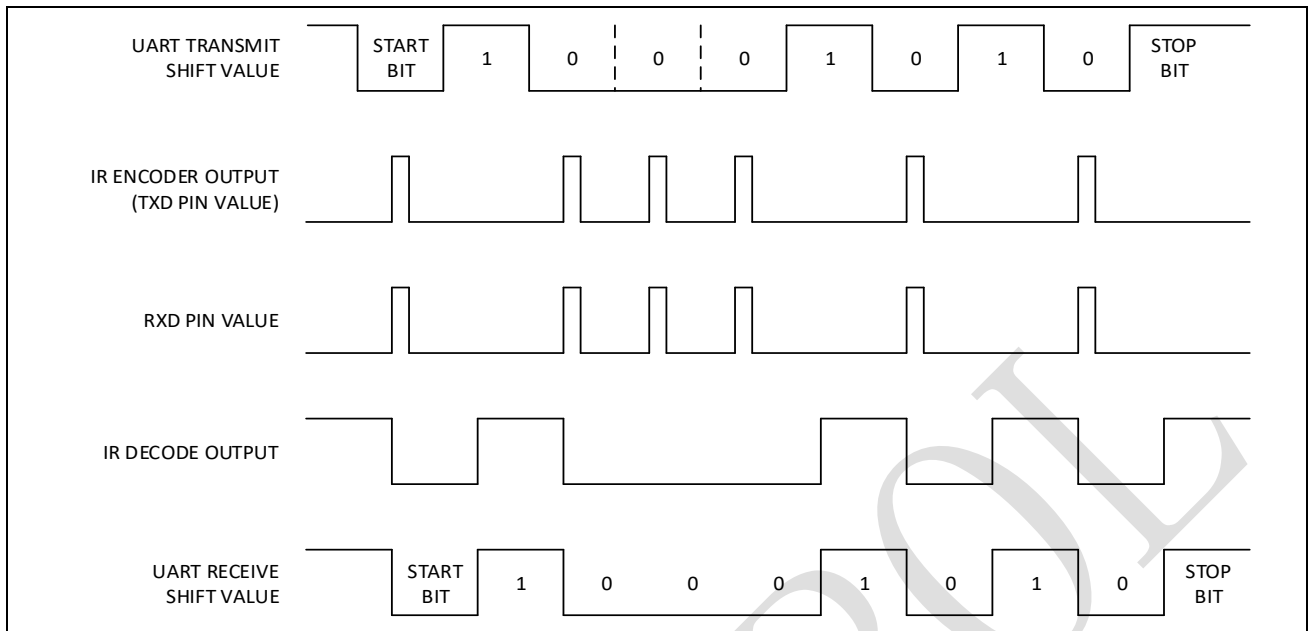 UART TRANSMIT
SHIFT VALUE
START
BIT
1 0 0 0 1 0 1 0
STOP
BIT
IR ENCODER OUTPUT
(TXD PIN VALUE)
RXD PIN VALUE
IR DECODE OUTPUT
UART RECEIVE
SHIFT VALUE
START
BIT
1 0 0 0 1 0 1 0
STOP
BIT